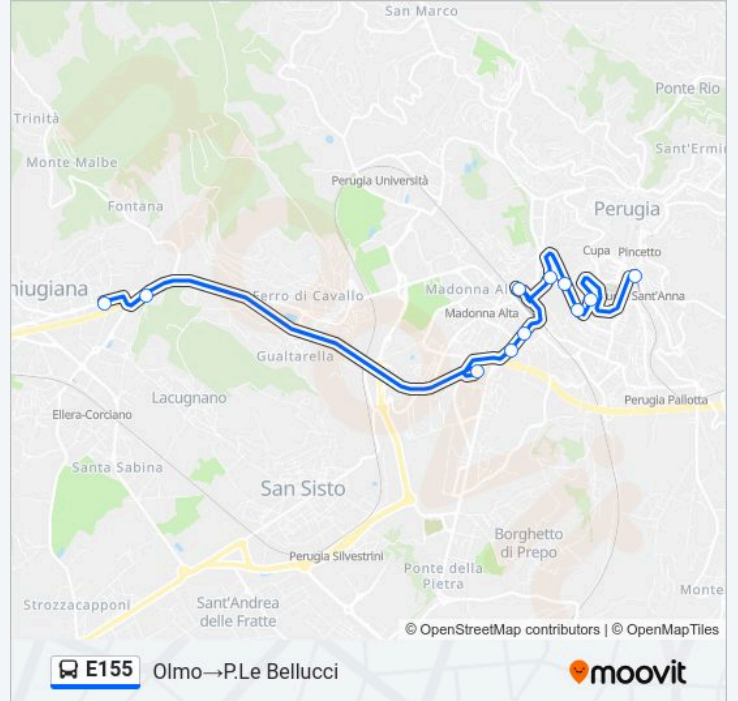 San Marco
Ponte Rio
Trinità
Monte Malbe
Sant'Ermi
Perugia Università
Fontana
Perugia
Cupa Pincetto
hiugiana
Ferro di Cavallo
Madonna Al
Sant'Anna
Madonna Alta
Gualtarella
Lacugnano
Perugia Pallotta
Ellera-Corciano
Santa Sabina
San Sisto
Borghetto
di Prepo
Perugia Silvestrini
Ponte della
Pietra
Monte
Strozzacapponi
Sant'Andrea
delle Fratte
© OpenStreetMap contributors | © OpenMapTiles
E155 Olmo→P.Le Bellucci
moovit